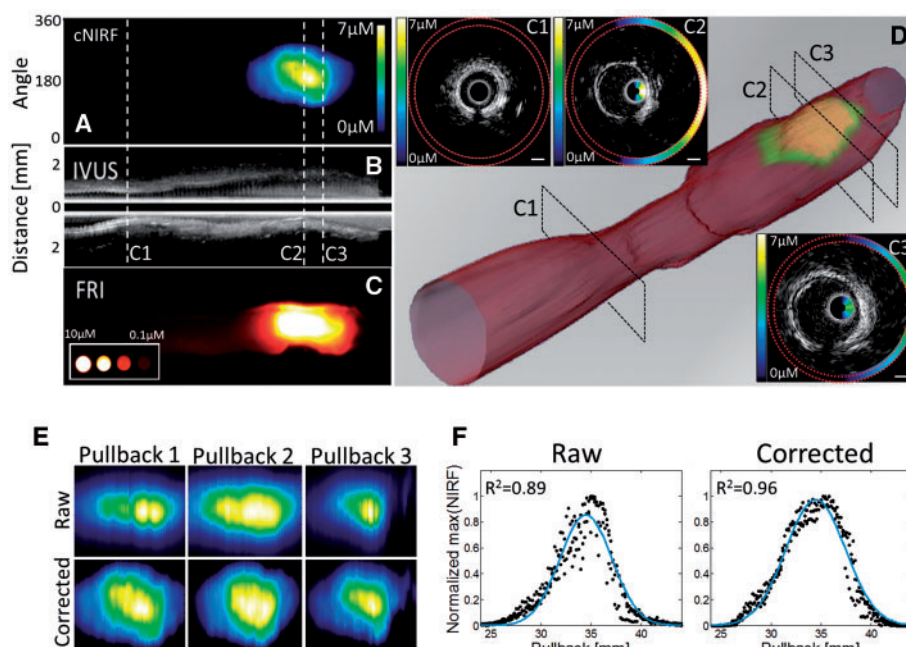 360
cNIRF
7µM
180
0µM
0
A
Angle
2
IVUS
B
0
2
C1
C2
C3
Distance [mm]
FRI
C
10µM
0.1µM
7µM
C1
0µM
7µM
C2
0µM
D
C3
C2
C1
7µM
C3
0µM
E
Pullback 1 Pullback 2 Pullback 3
Raw
Corrected
F
Raw
Corrected
R²=0.89
R²=0.96
Normalized max(NIRF)
1
0.8
0.6
0.4
0.2
0
25 30 35 40
Pullback [mm]
1
0.8
0.6
0.4
0.2
0
25 30 35 40
Pullback [mm]